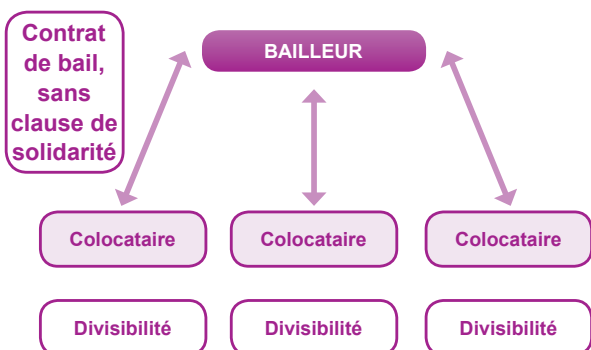 Contrat
de bail,
sans
clause de
solidarité
BAILLEUR
Colocataire
Colocataire
Colocataire
Divisibilité
Divisibilité
Divisibilité